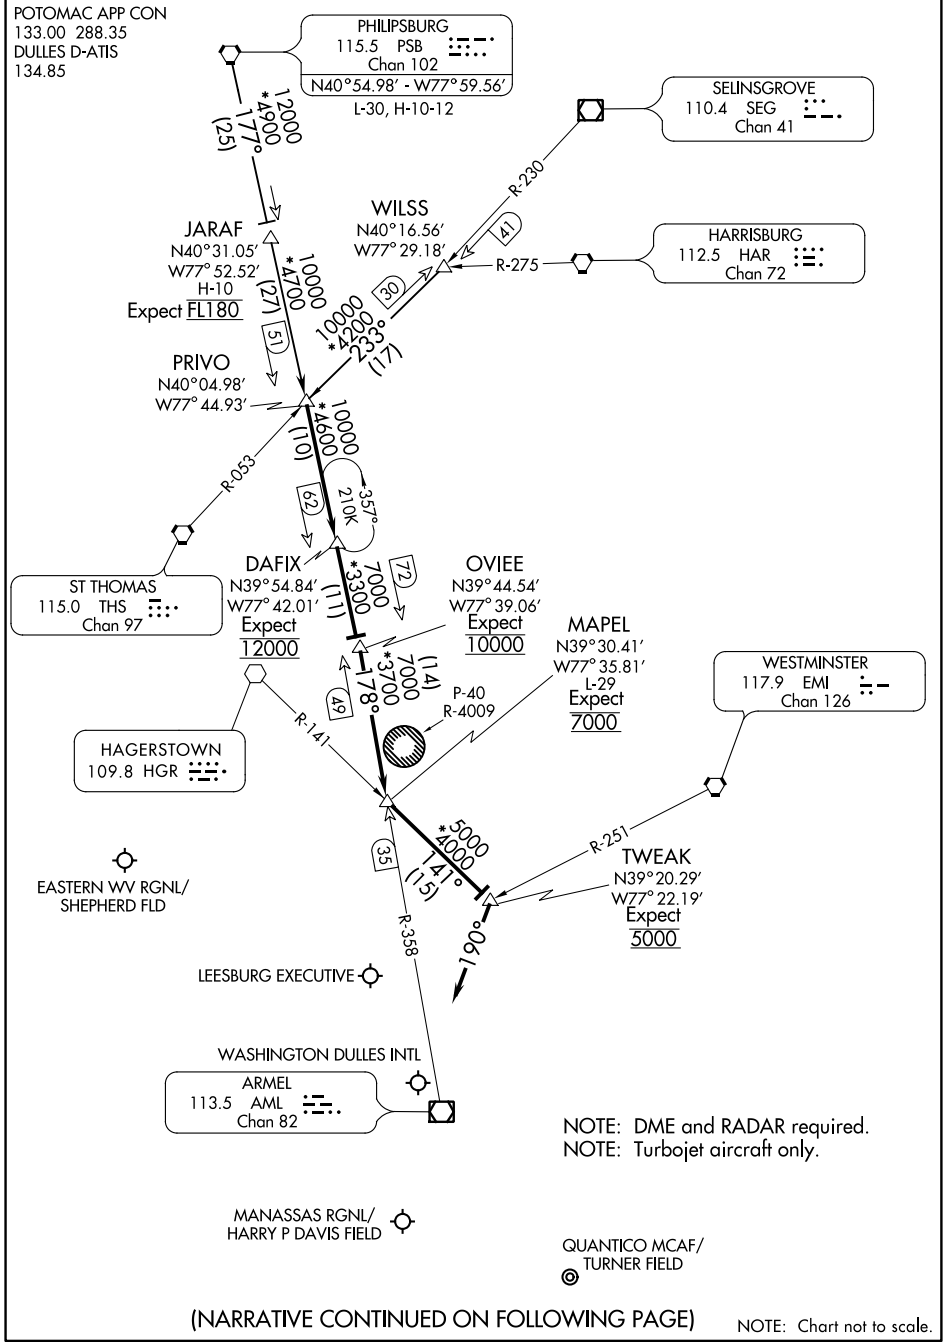 POTOMAC APP CON
133.00 288.35
DULLES D-ATIS
134.85
PHILIPSBURG
115.5 PSB
Chan 102
N40°54.98' - W77°59.56'
L-30, H-10-12
SELINSGROVE
110.4 SEG
Chan 41
12000
*4900
177°
(25)
R-230
41
WILSS
N40°16.56'
W77°29.18'
HARRISBURG
112.5 HAR
Chan 72
R-275
JARAF
N40°31.05'
W77°52.52'
H-10
Expect FL180
10000
*4700
(27)
51
30
10000
*4200
233°
(17)
PRIVO
N40°04.98'
W77°44.93'
10000
*4600
(10)
R-053
62
357°
210K
ST THOMAS
115.0 THS
Chan 97
DAFIX
N39°54.84'
W77°42.01'
Expect
12000
7000
*3300
(11)
72
OVIEE
N39°44.54'
W77°39.06'
Expect
10000
MAPEL
N39°30.41'
W77°35.81'
L-29
Expect
7000
WESTMINSTER
117.9 EMI
Chan 126
(14)
7000
*3700
178°
49
P-40
R-4009
R-141
HAGERSTOWN
109.8 HGR
5000
*4000
141°
(15)
R-251
TWEAK
N39°20.29'
W77°22.19'
Expect
5000
35
R-358
190°
EASTERN WV RGNL/
SHEPHERD FLD
LEESBURG EXECUTIVE
WASHINGTON DULLES INTL
ARMEL
113.5 AML
Chan 82
NOTE: DME and RADAR required.
NOTE: Turbojet aircraft only.
MANASSAS RGNL/
HARRY P DAVIS FIELD
QUANTICO MCAF/
TURNER FIELD
(NARRATIVE CONTINUED ON FOLLOWING PAGE)
NOTE: Chart not to scale.